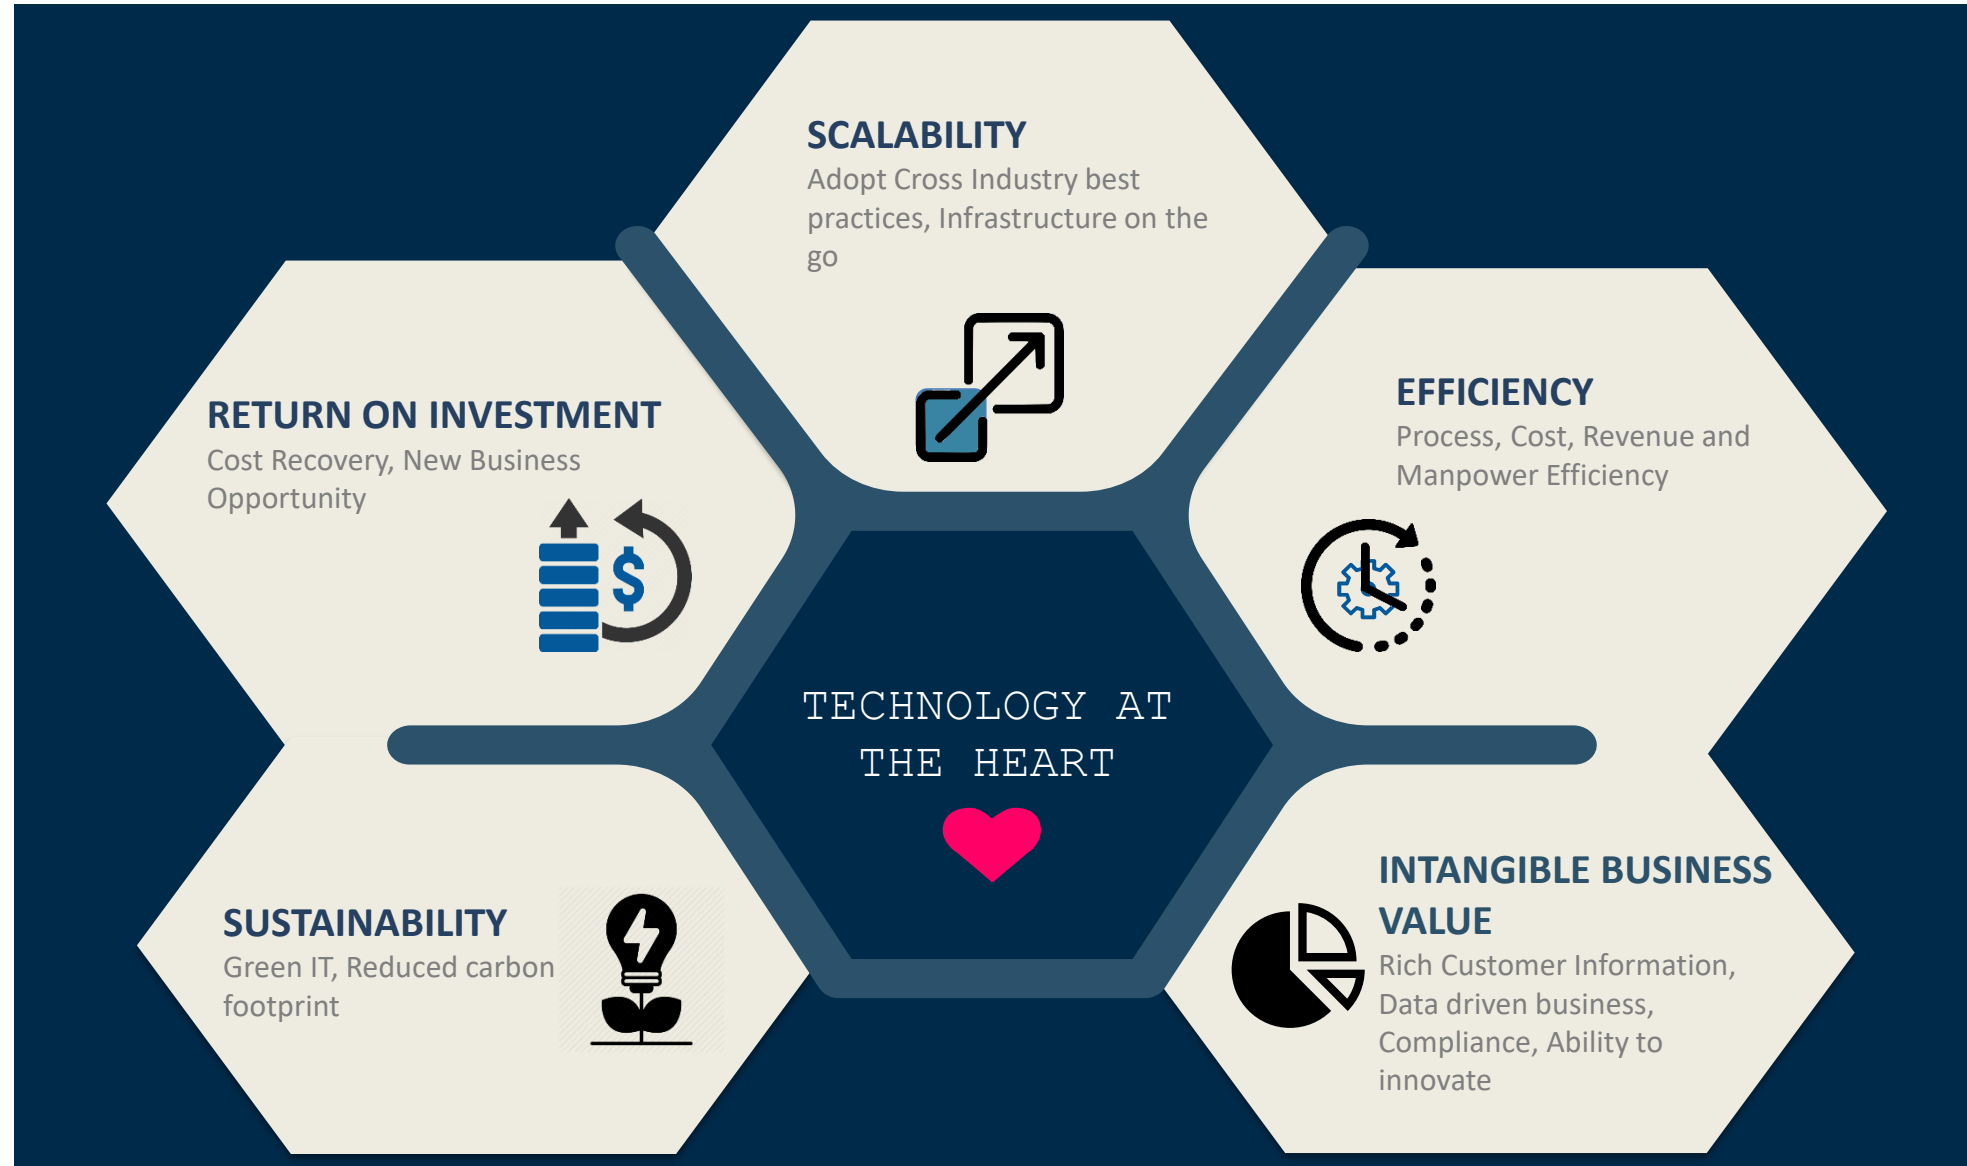 SCALABILITY
Adopt Cross Industry best
practices, Infrastructure on the
go
RETURN ON INVESTMENT
Cost Recovery, New Business
Opportunity
$
EFFICIENCY
Process, Cost, Revenue and
Manpower Efficiency
TECHNOLOGY AT
THE HEART
SUSTAINABILITY
Green IT, Reduced carbon
footprint
INTANGIBLE BUSINESS
VALUE
Rich Customer Information,
Data driven business,
Compliance, Ability to
innovate